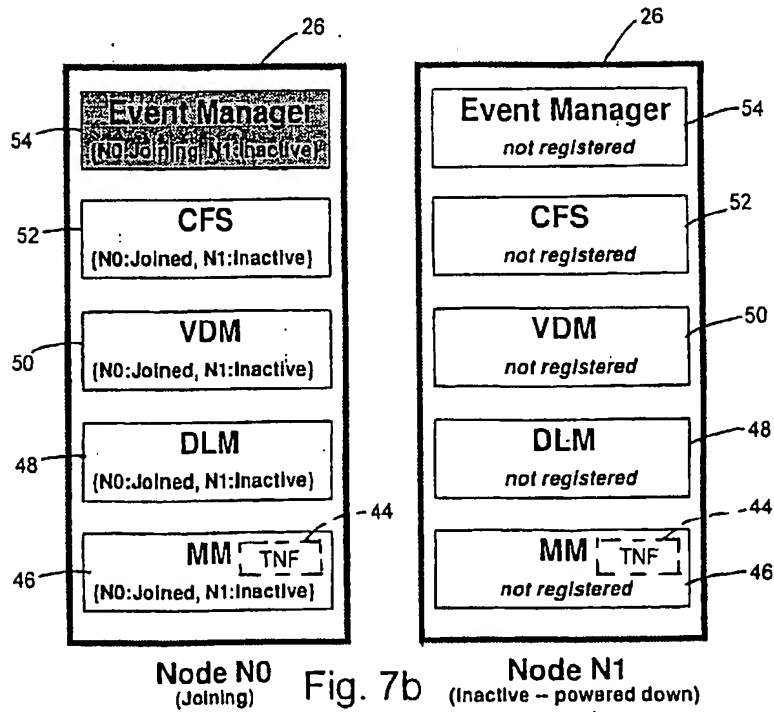 26
Event Manager
{N0:Joining, N1:Inactive}
54
CFS
{N0:Joined, N1:Inactive}
52
VDM
{N0:Joined, N1:Inactive}
50
DLM
{N0:Joined, N1:Inactive}
48
MM
TNF
44
{N0:Joined, N1:Inactive}
46
Node N0
(Joining)
26
Event Manager
not registered
54
CFS
not registered
52
VDM
not registered
50
DLM
not registered
48
44
MM
TNF
not registered
46
Node N1
(Inactive -- powered down)
Fig. 7b